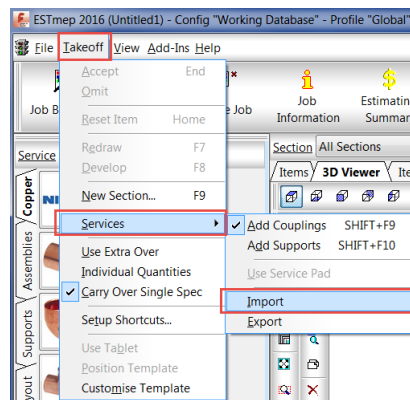 ESTmep 2016 (Untitled1) - Config "Working Database" - Profile "Global"
File Takeoff View Add-Ins Help
Accept End
Omit
Reset Item Home
Redraw F7
Develop F8
New Section... F9
Services
Use Extra Over
Individual Quantities
Carry Over Single Spec
Setup Shortcuts...
Use Tablet
Position Template
Customise Template
Add Couplings SHIFT+F9
Add Supports SHIFT+F10
Use Service Pad
Import
Export
Job B
e Job
Job Information
Estimatin
Summar
Section All Sections
Items 3D Viewer Ite
Service
Copper
NI
Assemblies
Supports
yout